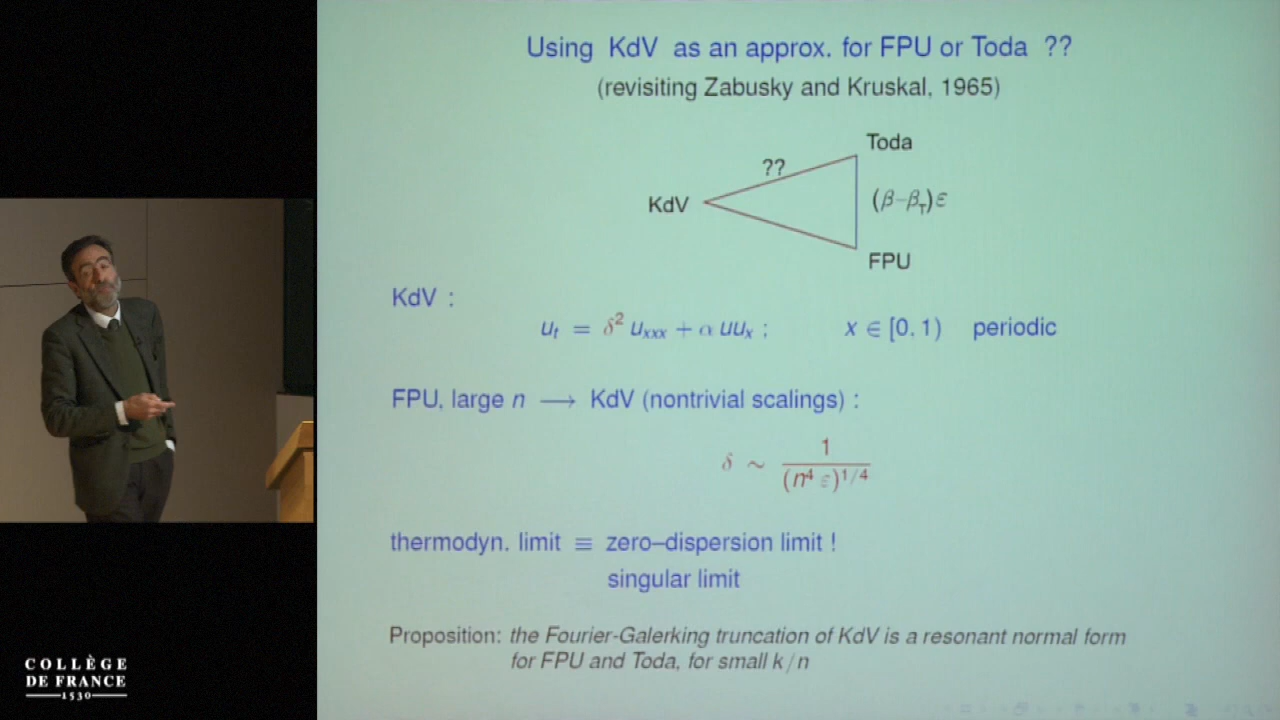 Using KdV as an approx. for FPU or Toda ??
(revisiting Zabusky and Kruskal, 1965)
Toda
??
KdV
(β–β_T)ε
FPU
KdV :
u_t = δ² u_xxx + α uu_x ; x ∈ [0, 1) periodic
FPU, large n ⟶ KdV (nontrivial scalings) :
δ ~ 1 / (n⁴ ε)^1/4
thermodyn. limit ≡ zero–dispersion limit !
singular limit
Proposition: the Fourier-Galerking truncation of KdV is a resonant normal form
for FPU and Toda, for small k/n
COLLÈGE
DE FRANCE
1530